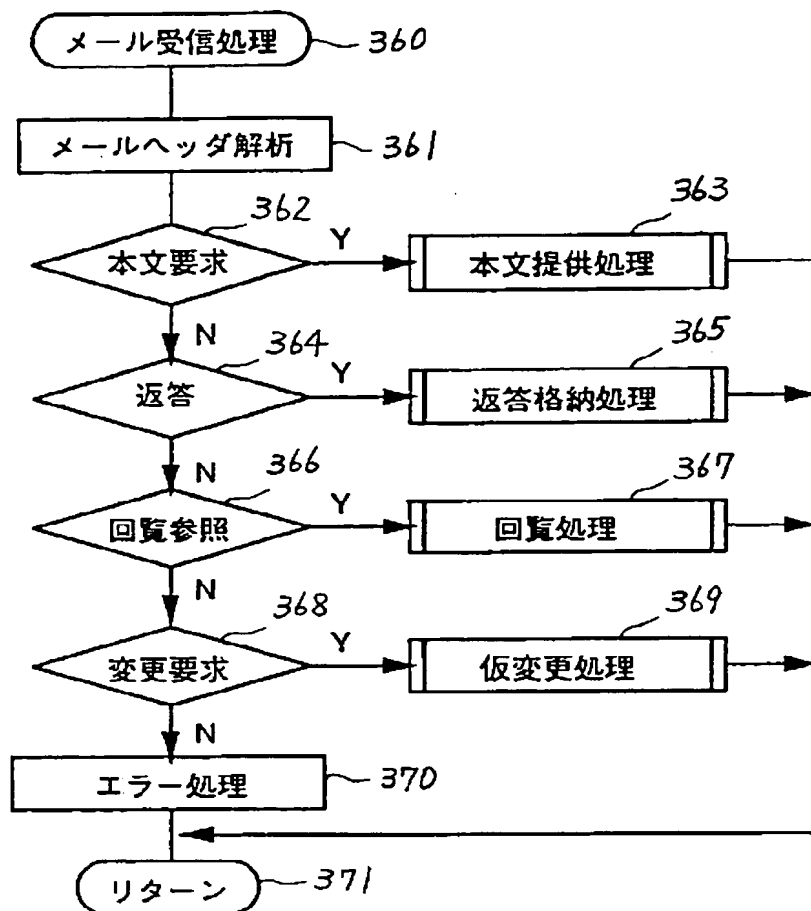 メール受信処理 360
メールヘッダ解析 361
362 363
本文要求 Y 本文提供処理
N 364 365
返答 Y 返答格納処理
N 366 367
回覧参照 Y 回覧処理
N 368 369
変更要求 Y 仮変更処理
N
エラー処理 370
リターン 371